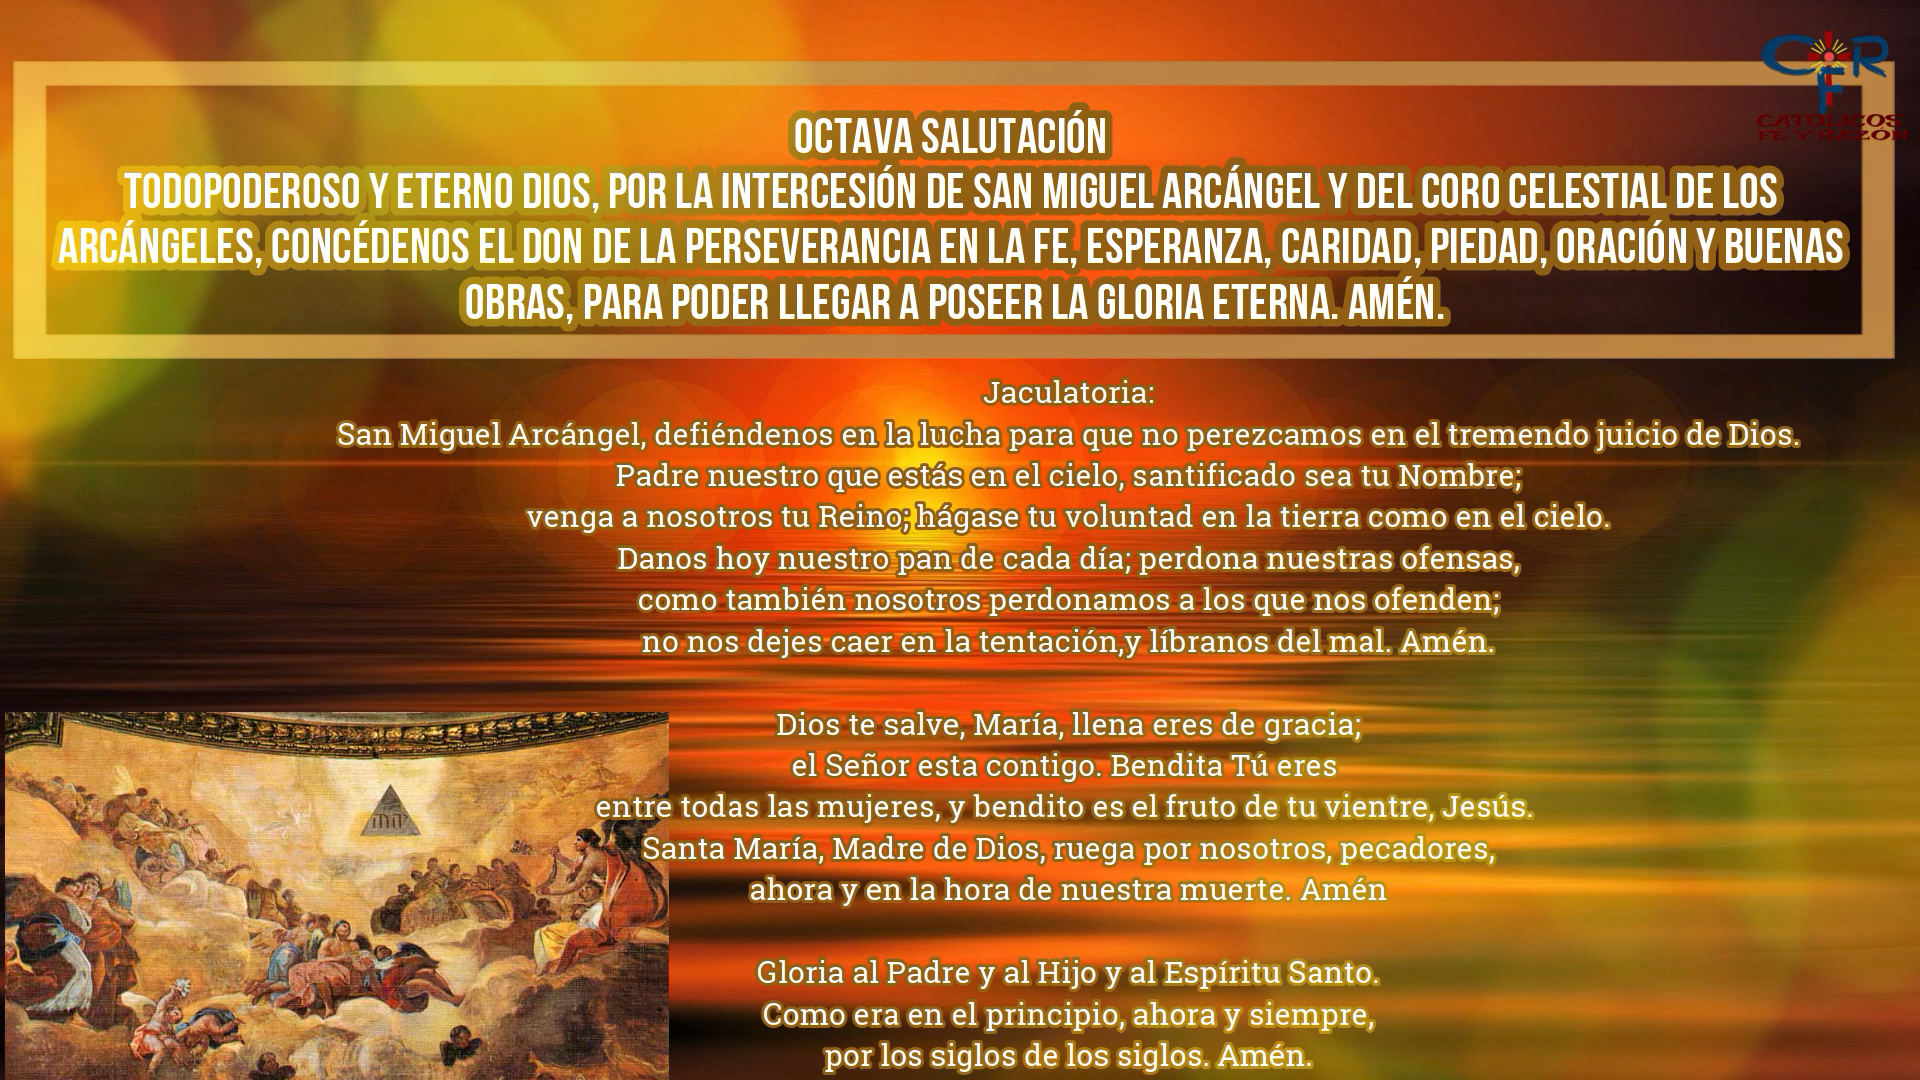 CFR
CATÓLICOS
FE Y RAZÓN
OCTAVA SALUTACIÓN
TODOPODEROSO Y ETERNO DIOS, POR LA INTERCESIÓN DE SAN MIGUEL ARCÁNGEL Y DEL CORO CELESTIAL DE LOS
ARCÁNGELES, CONCÉDENOS EL DON DE LA PERSEVERANCIA EN LA FE, ESPERANZA, CARIDAD, PIEDAD, ORACIÓN Y BUENAS
OBRAS, PARA PODER LLEGAR A POSEER LA GLORIA ETERNA. AMÉN.
Jaculatoria:
San Miguel Arcángel, defiéndenos en la lucha para que no perezcamos en el tremendo juicio de Dios.
Padre nuestro que estás en el cielo, santificado sea tu Nombre;
venga a nosotros tu Reino; hágase tu voluntad en la tierra como en el cielo.
Danos hoy nuestro pan de cada día; perdona nuestras ofensas,
como también nosotros perdonamos a los que nos ofenden;
no nos dejes caer en la tentación,y líbranos del mal. Amén.
Dios te salve, María, llena eres de gracia;
el Señor esta contigo. Bendita Tú eres
entre todas las mujeres, y bendito es el fruto de tu vientre, Jesús.
Santa María, Madre de Dios, ruega por nosotros, pecadores,
ahora y en la hora de nuestra muerte. Amén
Gloria al Padre y al Hijo y al Espíritu Santo.
Como era en el principio, ahora y siempre,
por los siglos de los siglos. Amén.